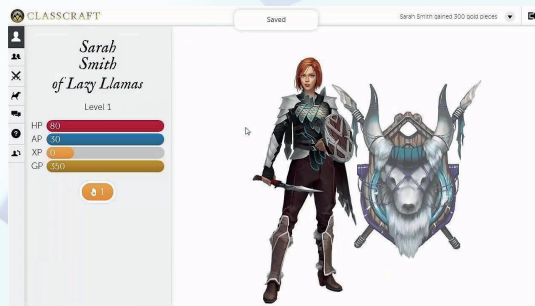 CLASSCRAFT
Saved
Sarah Smith gained 300 gold pieces
Sarah
Smith
of Lazy Llamas
Level 1
HP 80
AP 30
XP 0
GP 350
1